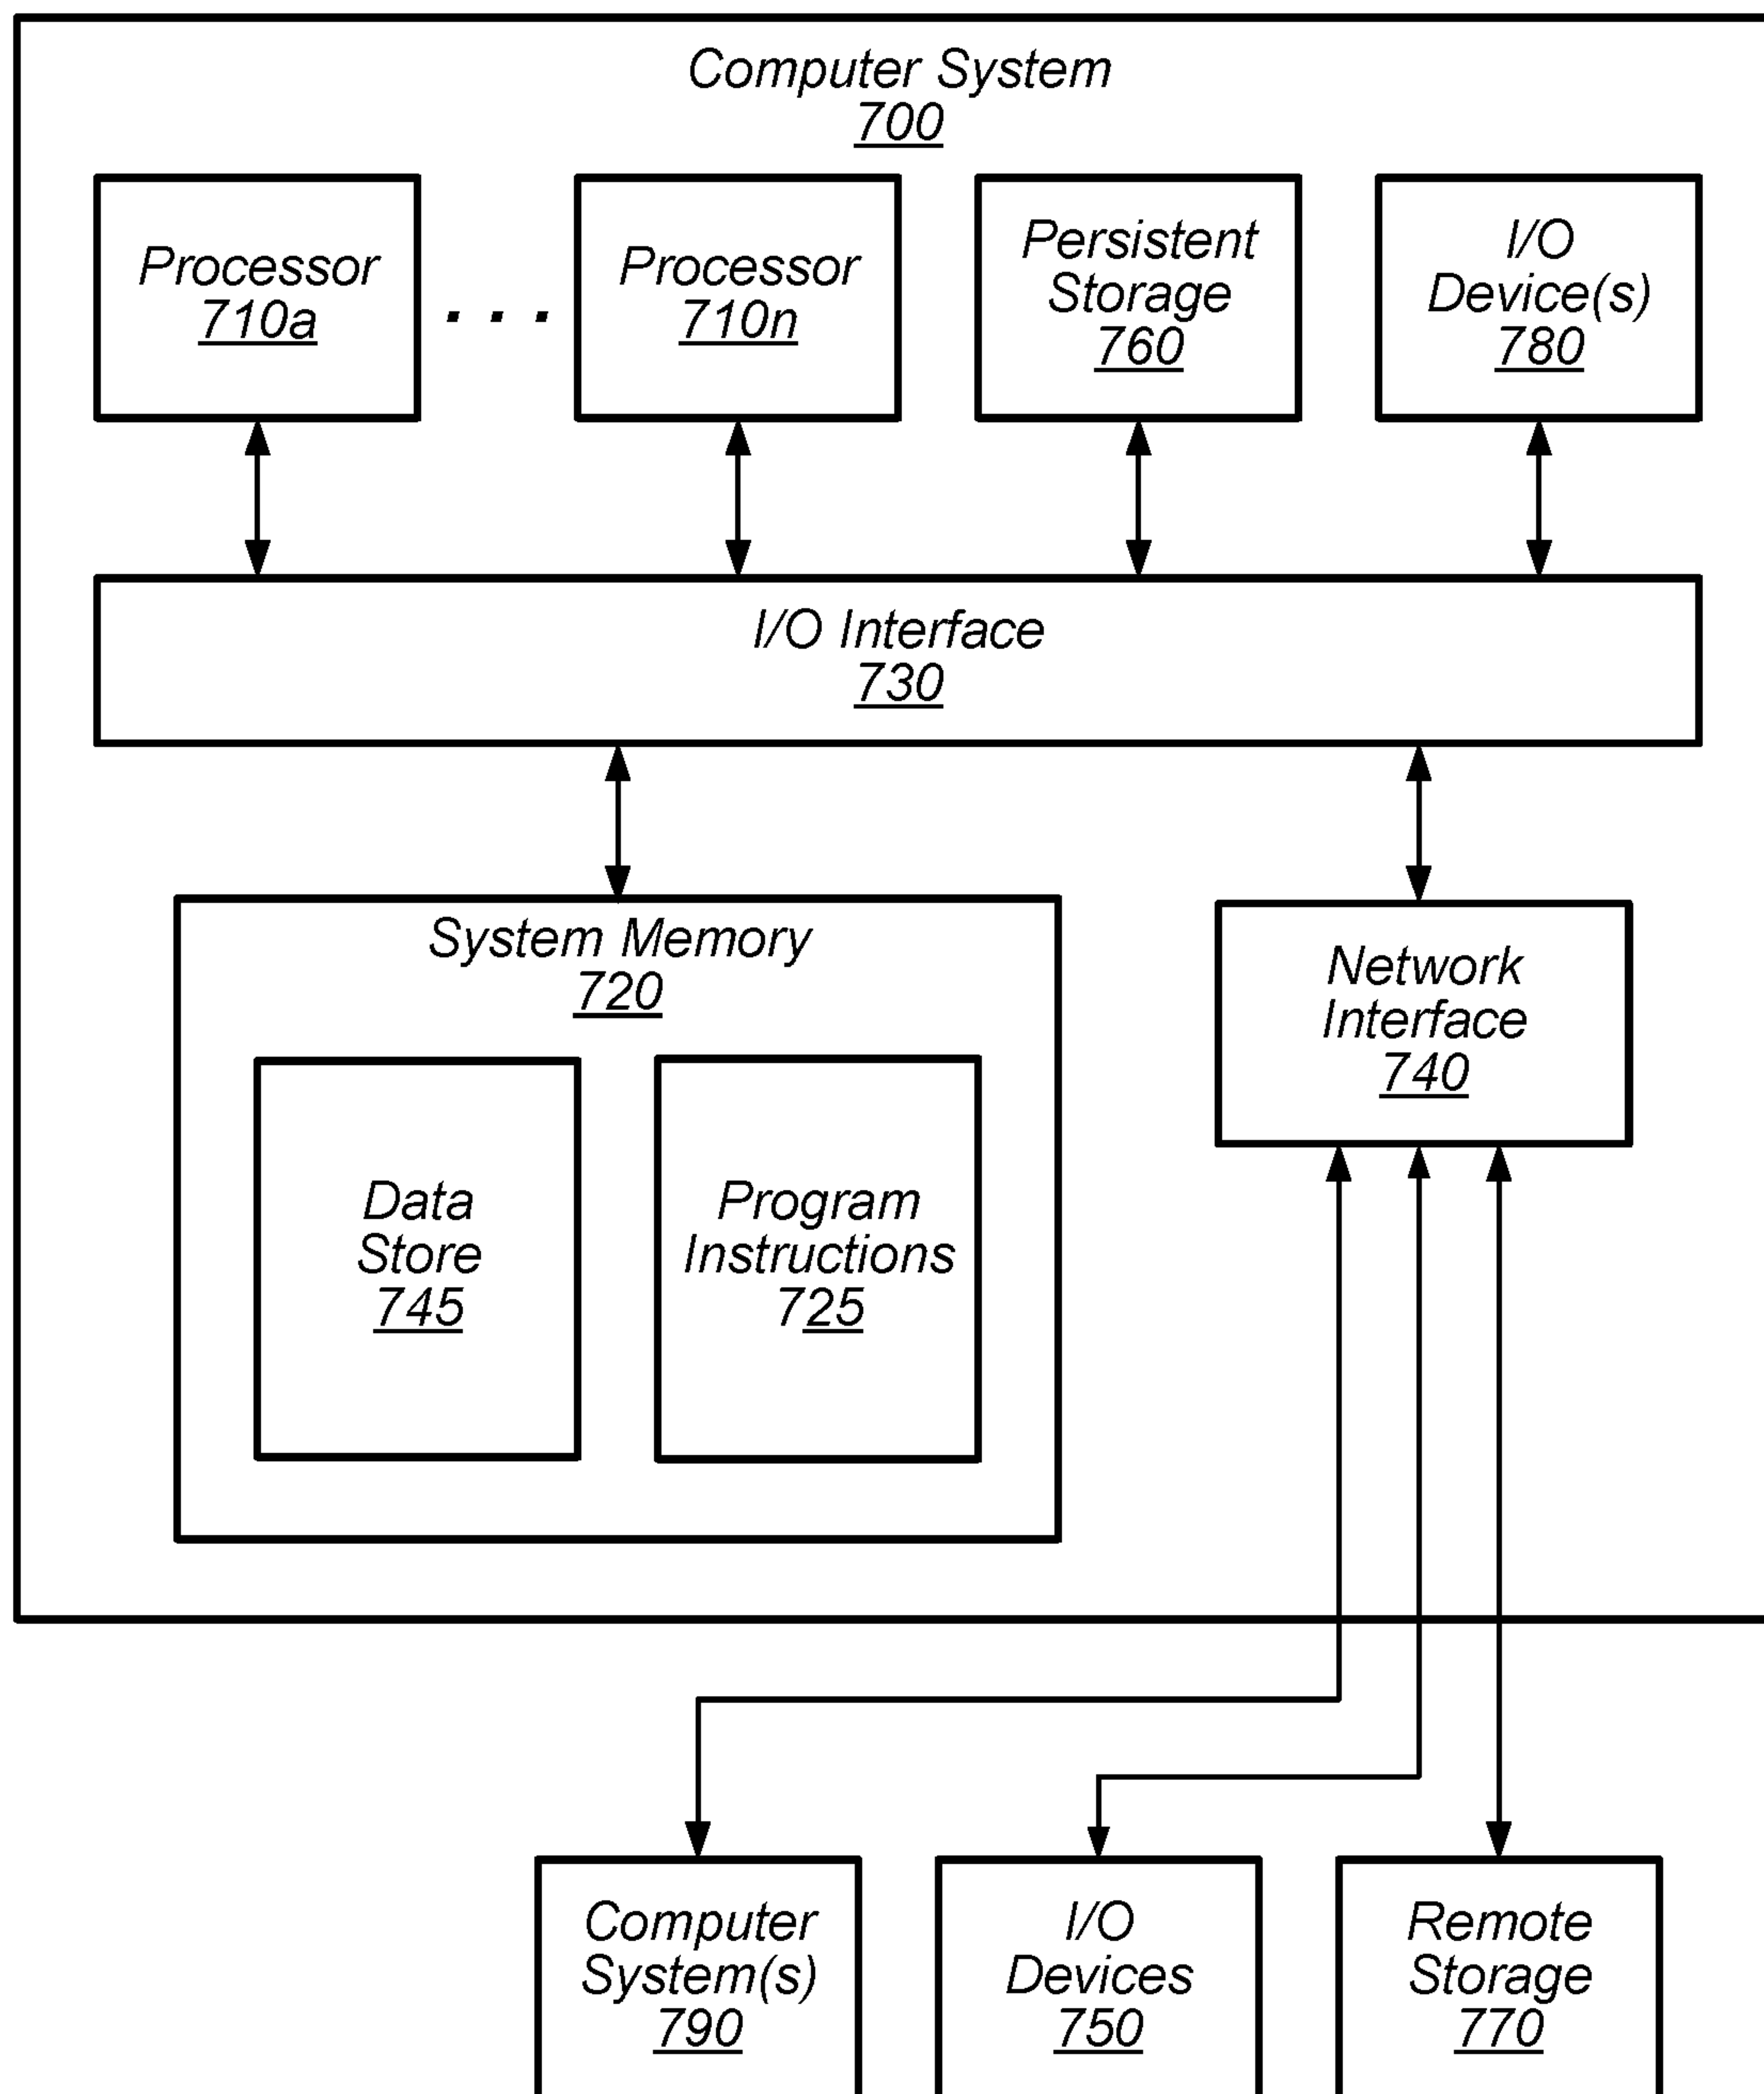 Computer System
700
Processor
710a
. . .
Processor
710n
Persistent
Storage
760
I/O
Device(s)
780
I/O Interface
730
System Memory
720
Data
Store
745
Program
Instructions
725
Network
Interface
740
Computer
System(s)
790
I/O
Devices
750
Remote
Storage
770